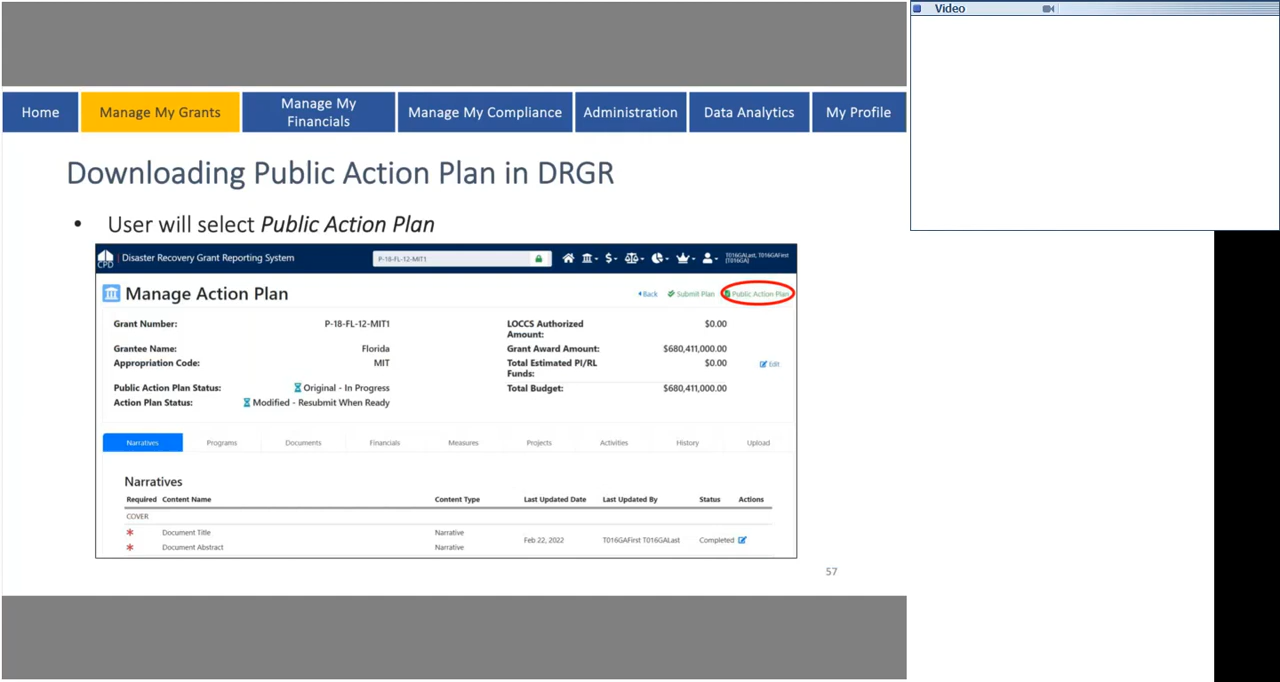 Video
Home
Manage My Grants
Manage My
Financials
Manage My Compliance
Administration
Data Analytics
My Profile
Downloading Public Action Plan in DRGR
• User will select Public Action Plan
CPD
Disaster Recovery Grant Reporting System
P-18-FL-12-MIT1
T016GALast, T016GAFirst
(T016GA)
Manage Action Plan
Back
Submit Plan
Public Action Plan
Grant Number: P-18-FL-12-MIT1
Grantee Name: Florida
Appropriation Code: MIT
Public Action Plan Status: Original - In Progress
Action Plan Status: Modified - Resubmit When Ready
LOCCS Authorized
Amount: $0.00
Grant Award Amount: $680,411,000.00
Total Estimated PI/RL
Funds: $0.00
Edit
Total Budget: $680,411,000.00
Narratives
Programs
Documents
Financials
Measures
Projects
Activities
History
Upload
Narratives
Required Content Name Content Type Last Updated Date Last Updated By Status Actions
COVER
* Document Title Narrative
Feb 22, 2022 T016GAFirst T016GALast Completed
* Document Abstract Narrative
57